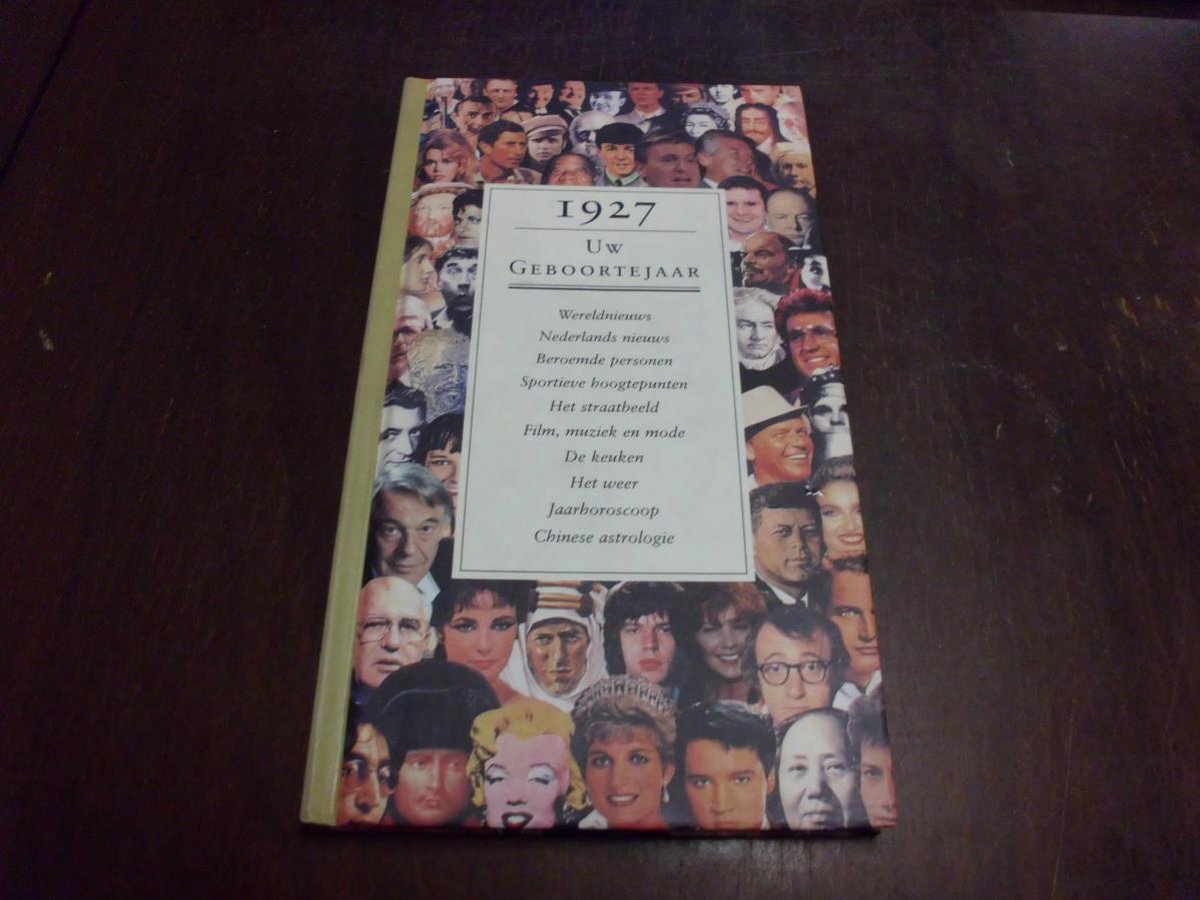 1927
Uw
Geboortejaar
Wereldnieuws
Nederlands nieuws
Beroemde personen
Sportieve hoogtepunten
Het straatbeeld
Film, muziek en mode
De keuken
Het weer
Jaarhoroscoop
Chinese astrologie